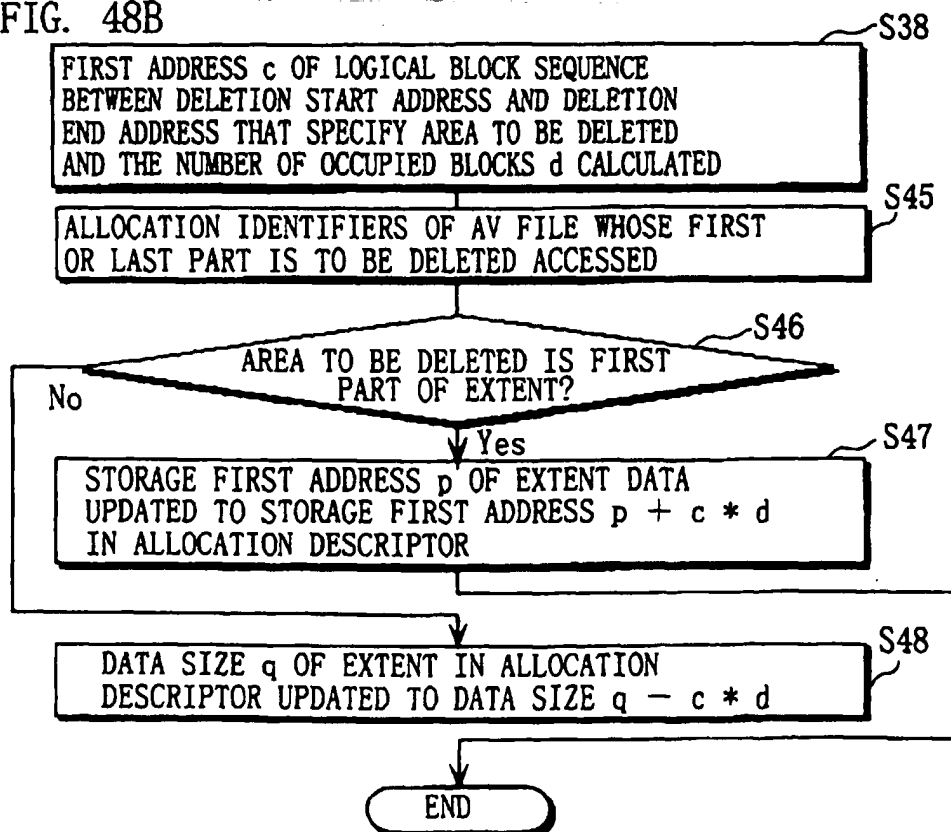 FIG. 48B
S38
FIRST ADDRESS c OF LOGICAL BLOCK SEQUENCE
BETWEEN DELETION START ADDRESS AND DELETION
END ADDRESS THAT SPECIFY AREA TO BE DELETED
AND THE NUMBER OF OCCUPIED BLOCKS d CALCULATED
S45
ALLOCATION IDENTIFIERS OF AV FILE WHOSE FIRST
OR LAST PART IS TO BE DELETED ACCESSED
S46
AREA TO BE DELETED IS FIRST
PART OF EXTENT?
No
Yes
S47
STORAGE FIRST ADDRESS p OF EXTENT DATA
UPDATED TO STORAGE FIRST ADDRESS p + c * d
IN ALLOCATION DESCRIPTOR
S48
DATA SIZE q OF EXTENT IN ALLOCATION
DESCRIPTOR UPDATED TO DATA SIZE q - c * d
END